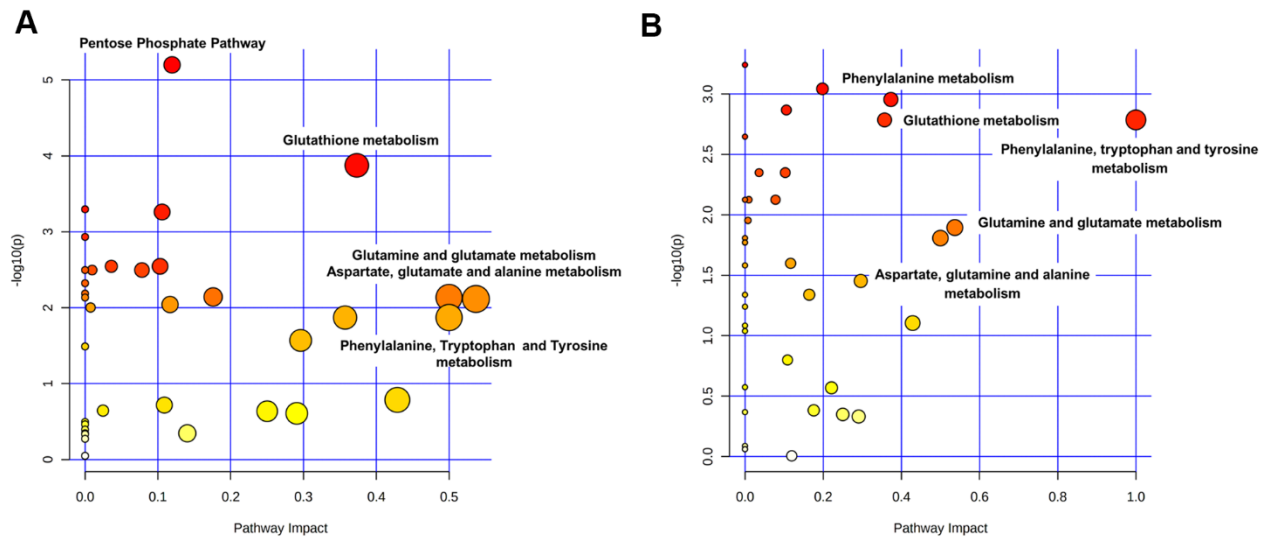 A
Pentose Phosphate Pathway
Glutathione metabolism
Glutamine and glutamate metabolism
Aspartate, glutamate and alanine metabolism
Phenylalanine, Tryptophan and Tyrosine
metabolism
-log10(p)
5
4
3
2
1
0
0.0 0.1 0.2 0.3 0.4 0.5
Pathway Impact
B
Phenylalanine metabolism
Glutathione metabolism
Phenylalanine, tryptophan and tyrosine
metabolism
Glutamine and glutamate metabolism
Aspartate, glutamine and alanine
metabolism
-log10(p)
3.0
2.5
2.0
1.5
1.0
0.5
0.0
0.0 0.2 0.4 0.6 0.8 1.0
Pathway Impact